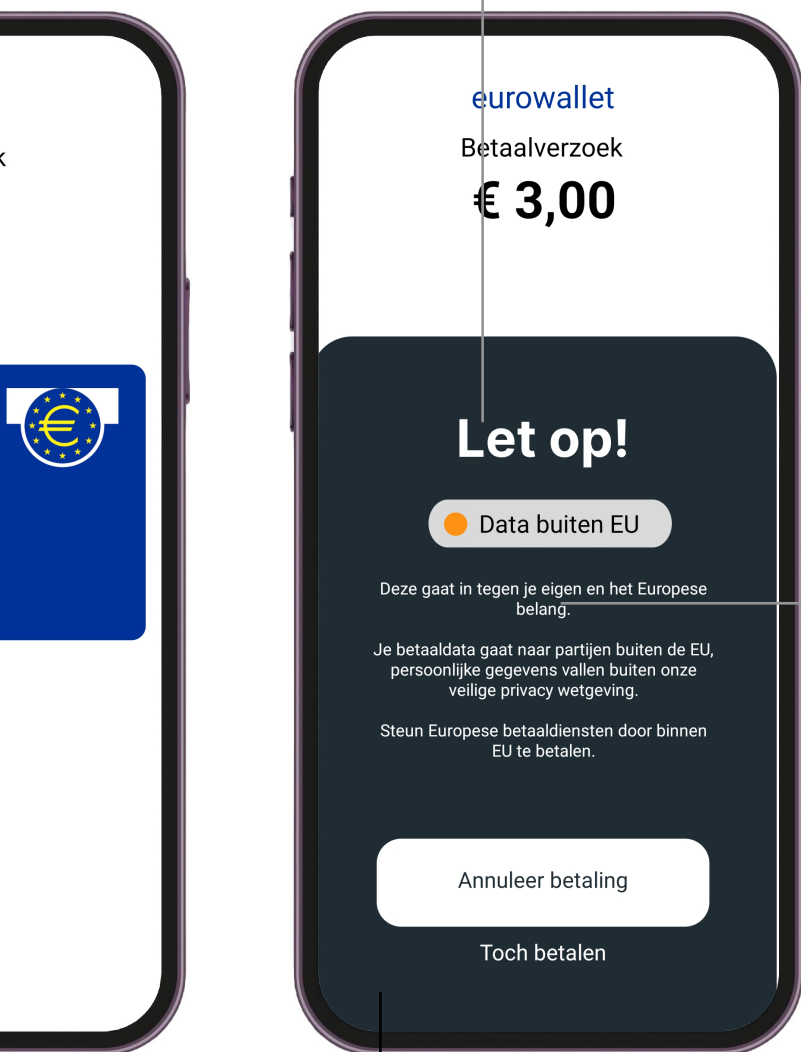 eurowallet
Betaalverzoek
€ 3,00
Let op!
Data buiten EU
Deze gaat in tegen je eigen en het Europese
belang.
Je betaaldata gaat naar partijen buiten de EU,
persoonlijke gegevens vallen buiten onze
veilige privacy wetgeving.
Steun Europese betaaldiensten door binnen
EU te betalen.
Annuleer betaling
Toch betalen